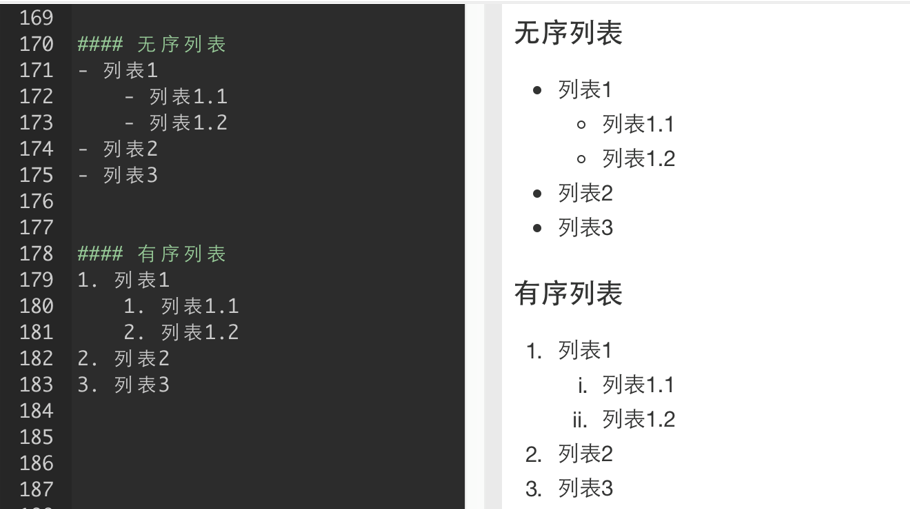 169
170 #### 无序列表
171 - 列表1
172     - 列表1.1
173     - 列表1.2
174 - 列表2
175 - 列表3
176
177
178 #### 有序列表
179 1. 列表1
180     1. 列表1.1
181     2. 列表1.2
182 2. 列表2
183 3. 列表3
184
185
186
187
无序列表
• 列表1
◦ 列表1.1
◦ 列表1.2
• 列表2
• 列表3
有序列表
1. 列表1
i. 列表1.1
ii. 列表1.2
2. 列表2
3. 列表3